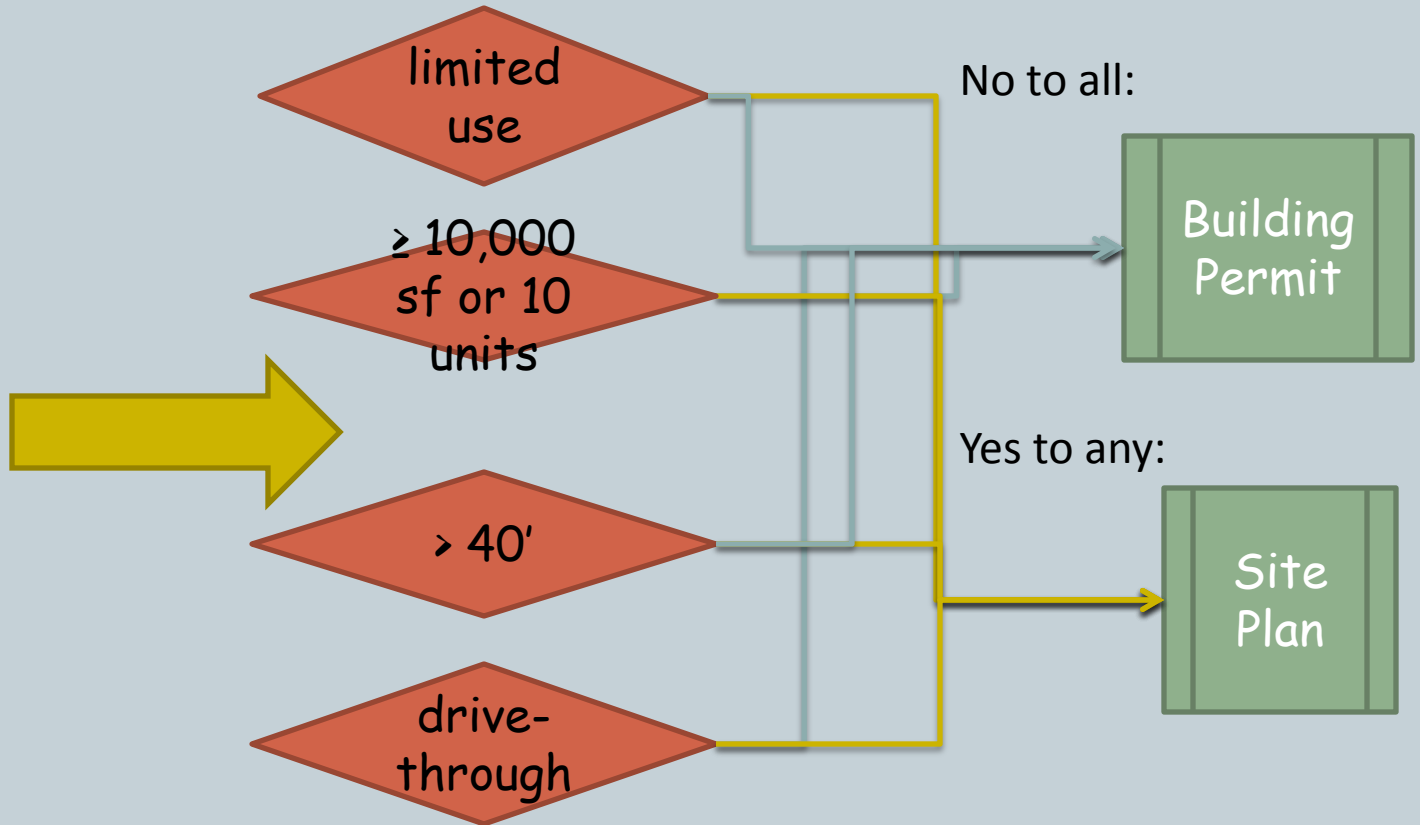 limited
use
≥ 10,000
sf or 10
units
> 40'
drive-
through
No to all:
Building
Permit
Yes to any:
Site
Plan